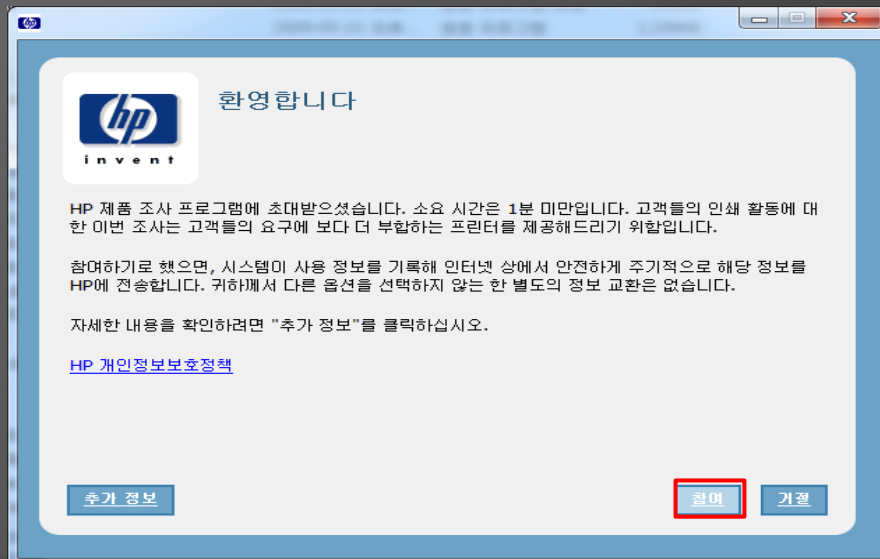 hp
invent
환영합니다
HP 제품 조사 프로그램에 초대받으셨습니다. 소요 시간은 1분 미만입니다. 고객들의 인쇄 활동에 대
한 이번 조사는 고객들의 요구에 보다 더 부합하는 프린터를 제공해드리기 위함입니다.
참여하기로 했으면, 시스템이 사용 정보를 기록해 인터넷 상에서 안전하게 주기적으로 해당 정보를
HP에 전송합니다. 귀하께서 다른 옵션을 선택하지 않는 한 별도의 정보 교환은 없습니다.
자세한 내용을 확인하려면 "추가 정보"를 클릭하십시오.
HP 개인정보보호정책
추가 정보
참여
거절